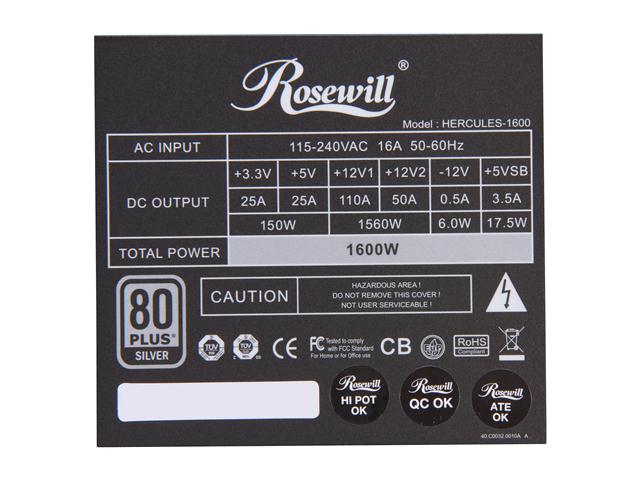 Rosewill®
Model : HERCULES-1600
AC INPUT 115-240VAC 16A 50-60Hz
DC OUTPUT +3.3V +5V +12V1 +12V2 -12V +5VSB
25A 25A 110A 50A 0.5A 3.5A
150W 1560W 6.0W 17.5W
TOTAL POWER 1600W
80
PLUS®
SILVER
CAUTION
HAZARDOUS AREA !
DO NOT REMOVE THIS COVER !
NOT USER SERVICEABLE !
TUV
TUV
C US
CE
FC Tested to comply
with FCC Standard
For Home or for Office use
CB
RoHS
Compliant
Rosewill
HI POT
OK
Rosewill
QC OK
Rosewill
ATE
OK
40.C0032.0010A A